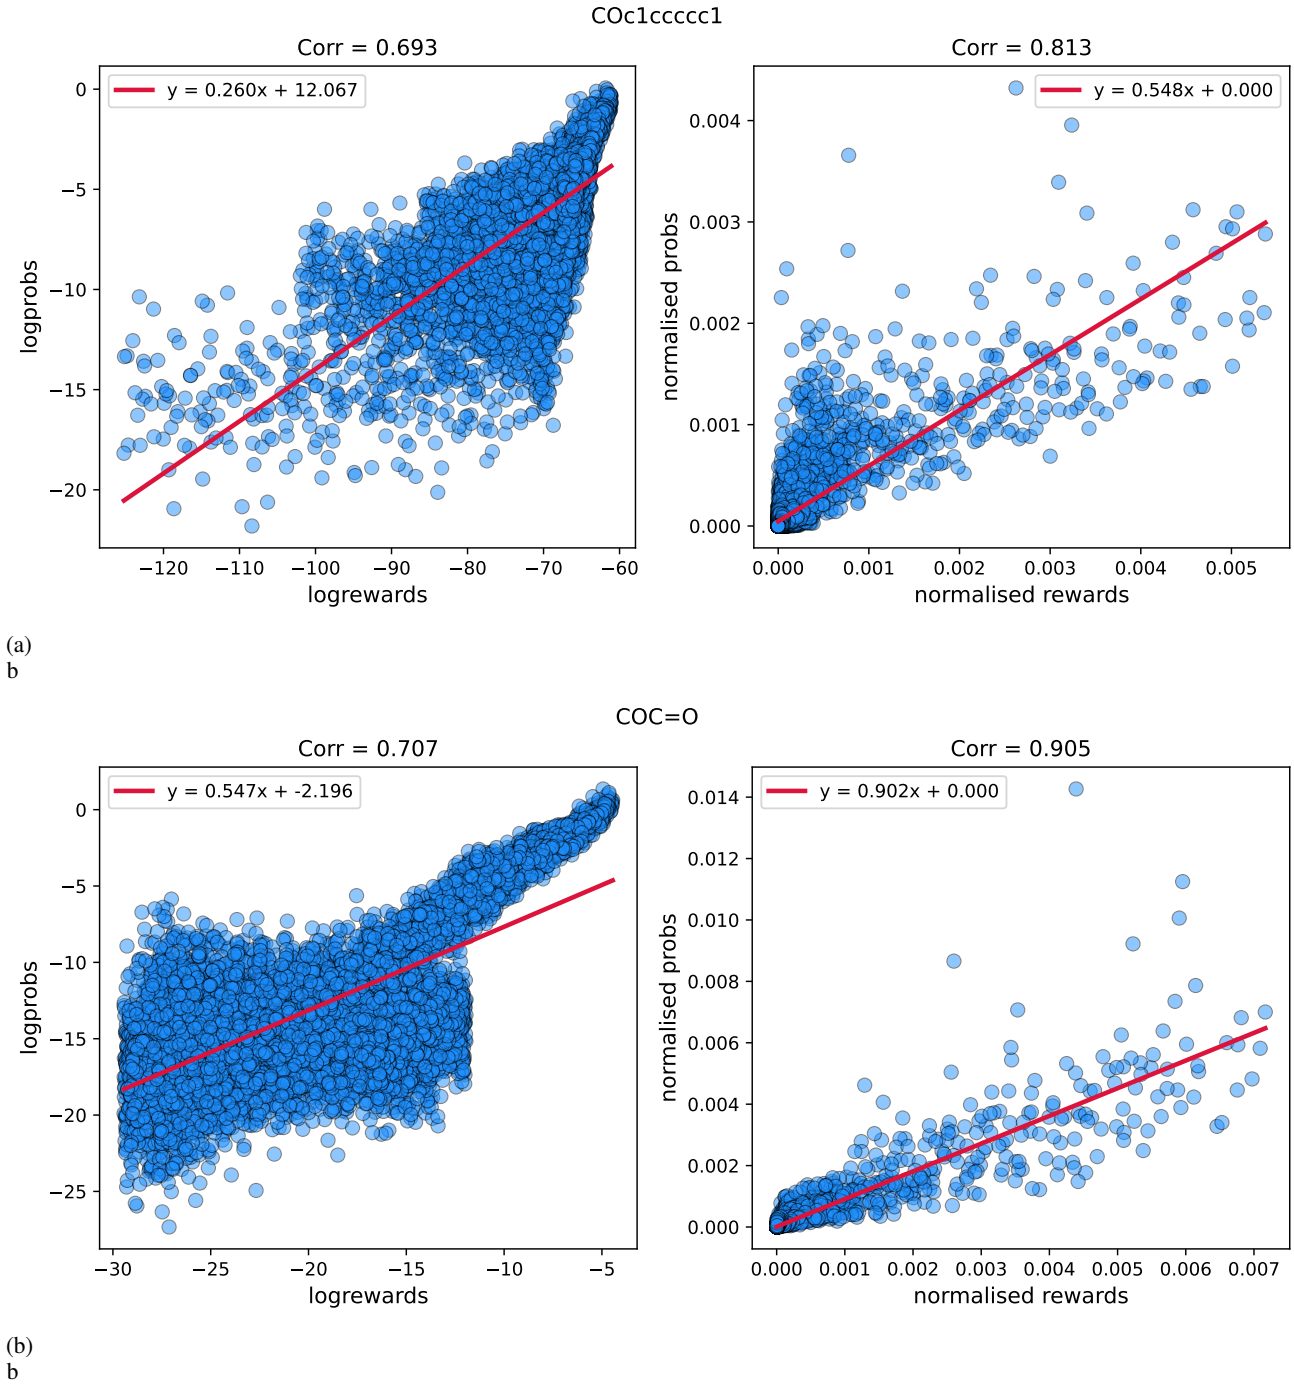 COc1ccccc1
Corr = 0.693
Corr = 0.813
y = 0.260x + 12.067
y = 0.548x + 0.000
logprobs
0
−5
−10
−15
−20
−120 −110 −100 −90 −80 −70 −60
logrewards
normalised probs
0.004
0.003
0.002
0.001
0.000
0.000 0.001 0.002 0.003 0.004 0.005
normalised rewards
(a)
b
COC=O
Corr = 0.707
Corr = 0.905
y = 0.547x + -2.196
y = 0.902x + 0.000
logprobs
0
−5
−10
−15
−20
−25
−30 −25 −20 −15 −10 −5
logrewards
normalised probs
0.014
0.012
0.010
0.008
0.006
0.004
0.002
0.000
0.000 0.001 0.002 0.003 0.004 0.005 0.006 0.007
normalised rewards
(b)
b